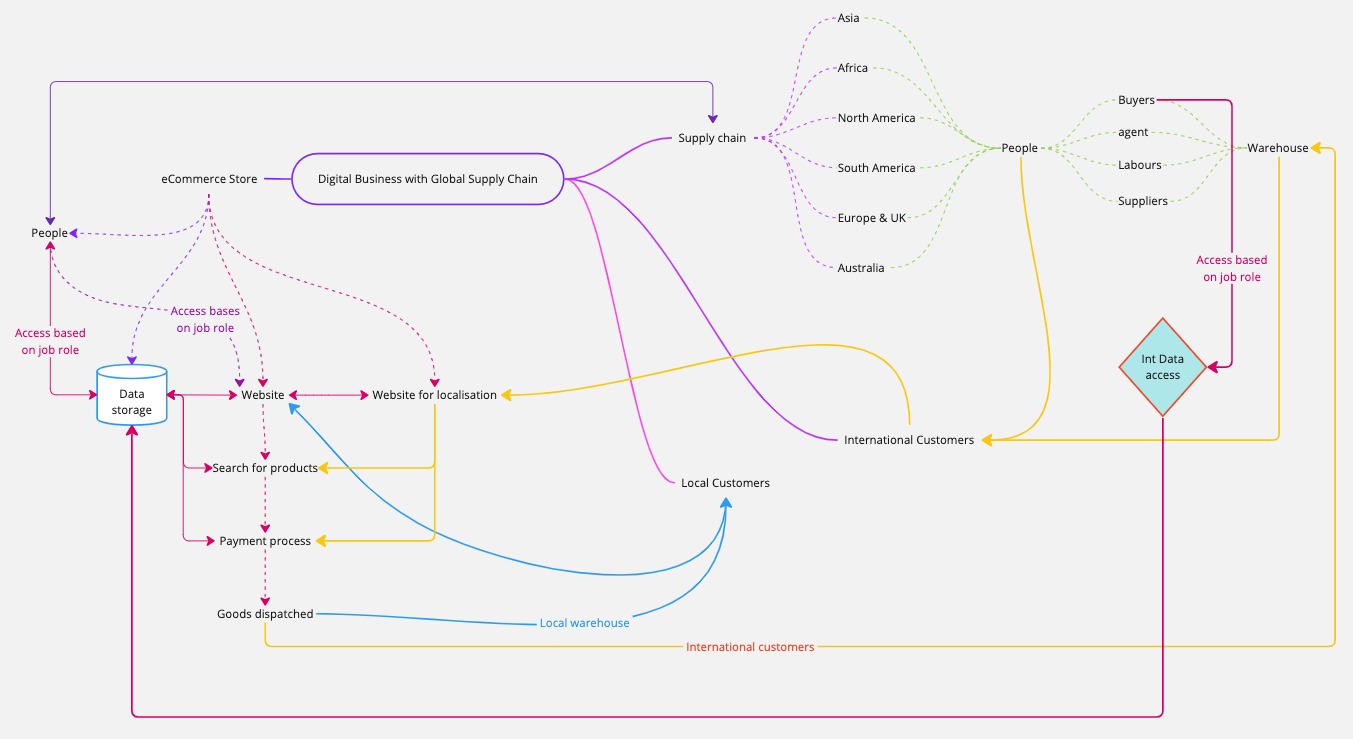 Asia
Africa
North America
South America
Europe & UK
Australia
Supply chain
People
Buyers
agent
Labours
Suppliers
Warehouse
Digital Business with Global Supply Chain
eCommerce Store
People
Access based
on job role
Access bases
on job role
Access based
on job role
Int Data
access
Data
storage
Website
Website for localisation
International Customers
Search for products
Local Customers
Payment process
Goods dispatched
Local warehouse
International customers